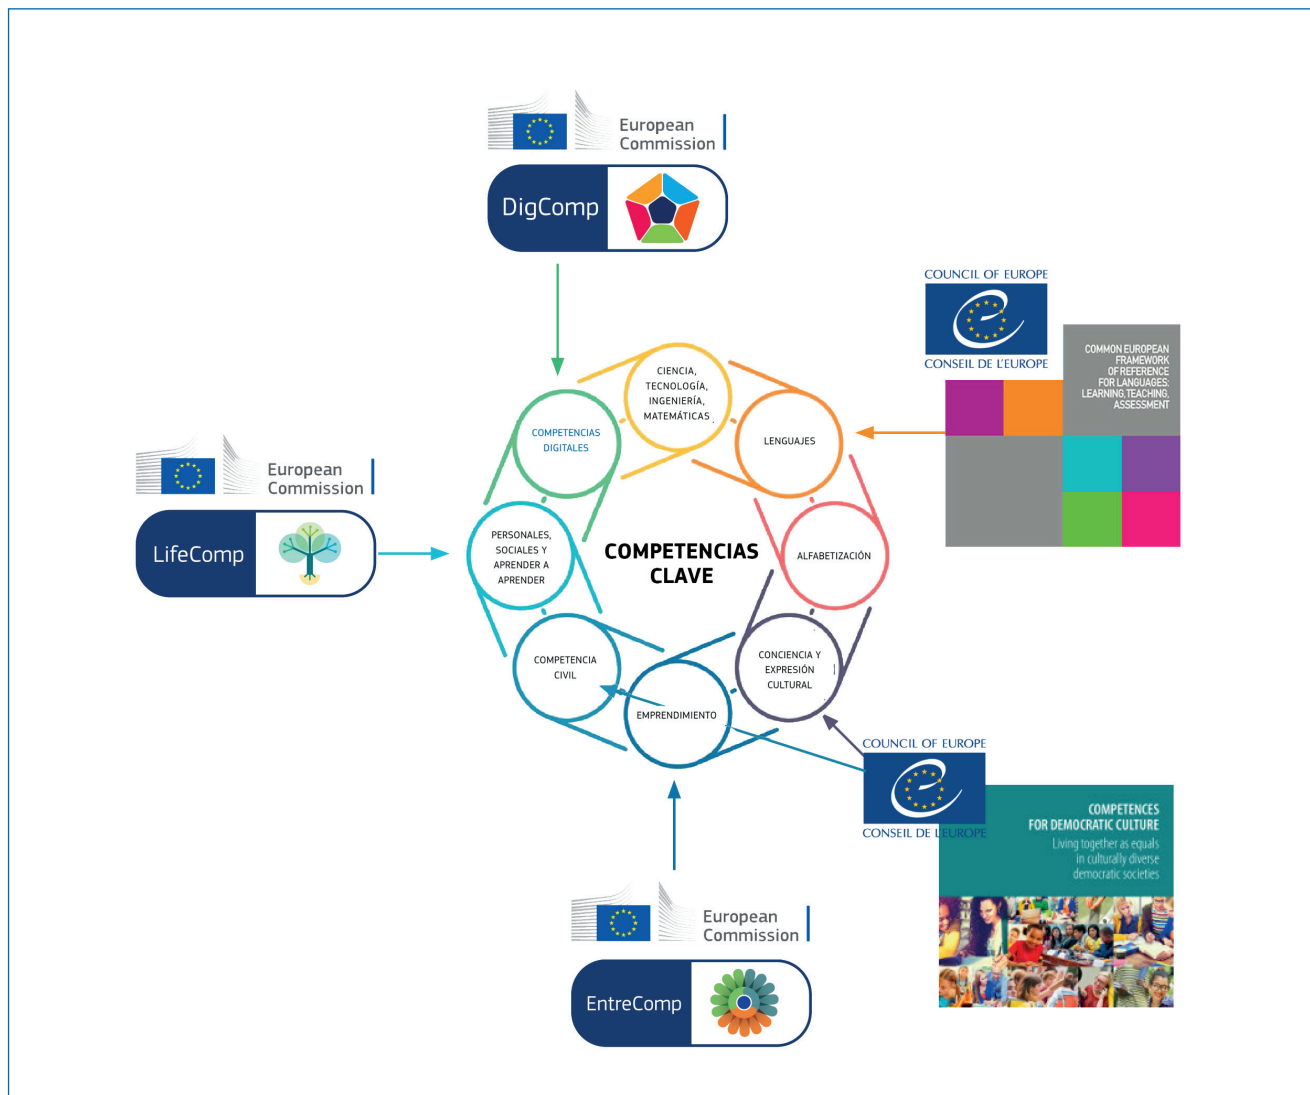 European
Commission
DigComp
COUNCIL OF EUROPE
CONSEIL DE L'EUROPE
COMMON EUROPEAN
FRAMEWORK
OF REFERENCE
FOR LANGUAGES:
LEARNING, TEACHING,
ASSESSMENT
CIENCIA,
TECNOLOGÍA,
INGENIERÍA,
MATEMÁTICAS
COMPETENCIAS
DIGITALES
LENGUAJES
European
Commission
LifeComp
PERSONALES,
SOCIALES Y
APRENDER A
APRENDER
COMPETENCIAS
CLAVE
ALFABETIZACIÓN
COMPETENCIA
CIVIL
EMPRENDIMIENTO
CONCIENCIA Y
EXPRESIÓN
CULTURAL
COUNCIL OF EUROPE
CONSEIL DE L'EUROPE
COMPETENCES
FOR DEMOCRATIC CULTURE
Living together as equals
in culturally diverse
democratic societies
European
Commission
EntreComp